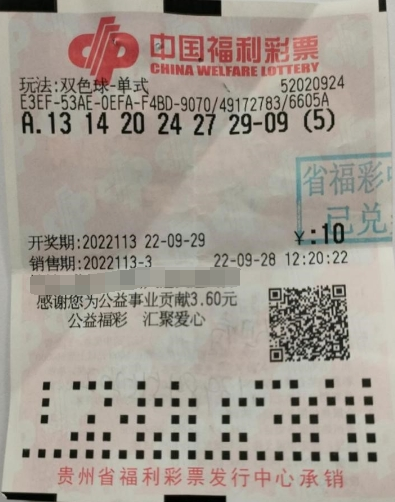 中国福利彩票
CHINA WELFARE LOTTERY
玩法:双色球-单式 52020924
E3EF-53AE-0EFA-F4BD-9070/49172783/6605A
A.13 14 20 24 27 29-09 (5)
省福彩
已兑
开奖期:2022113 22-09-29 ¥:10
销售期:2022113-3 22-09-28 12:20:22
感谢您为公益事业贡献3.60元
公益福彩 汇聚爱心
贵州省福利彩票发行中心承销